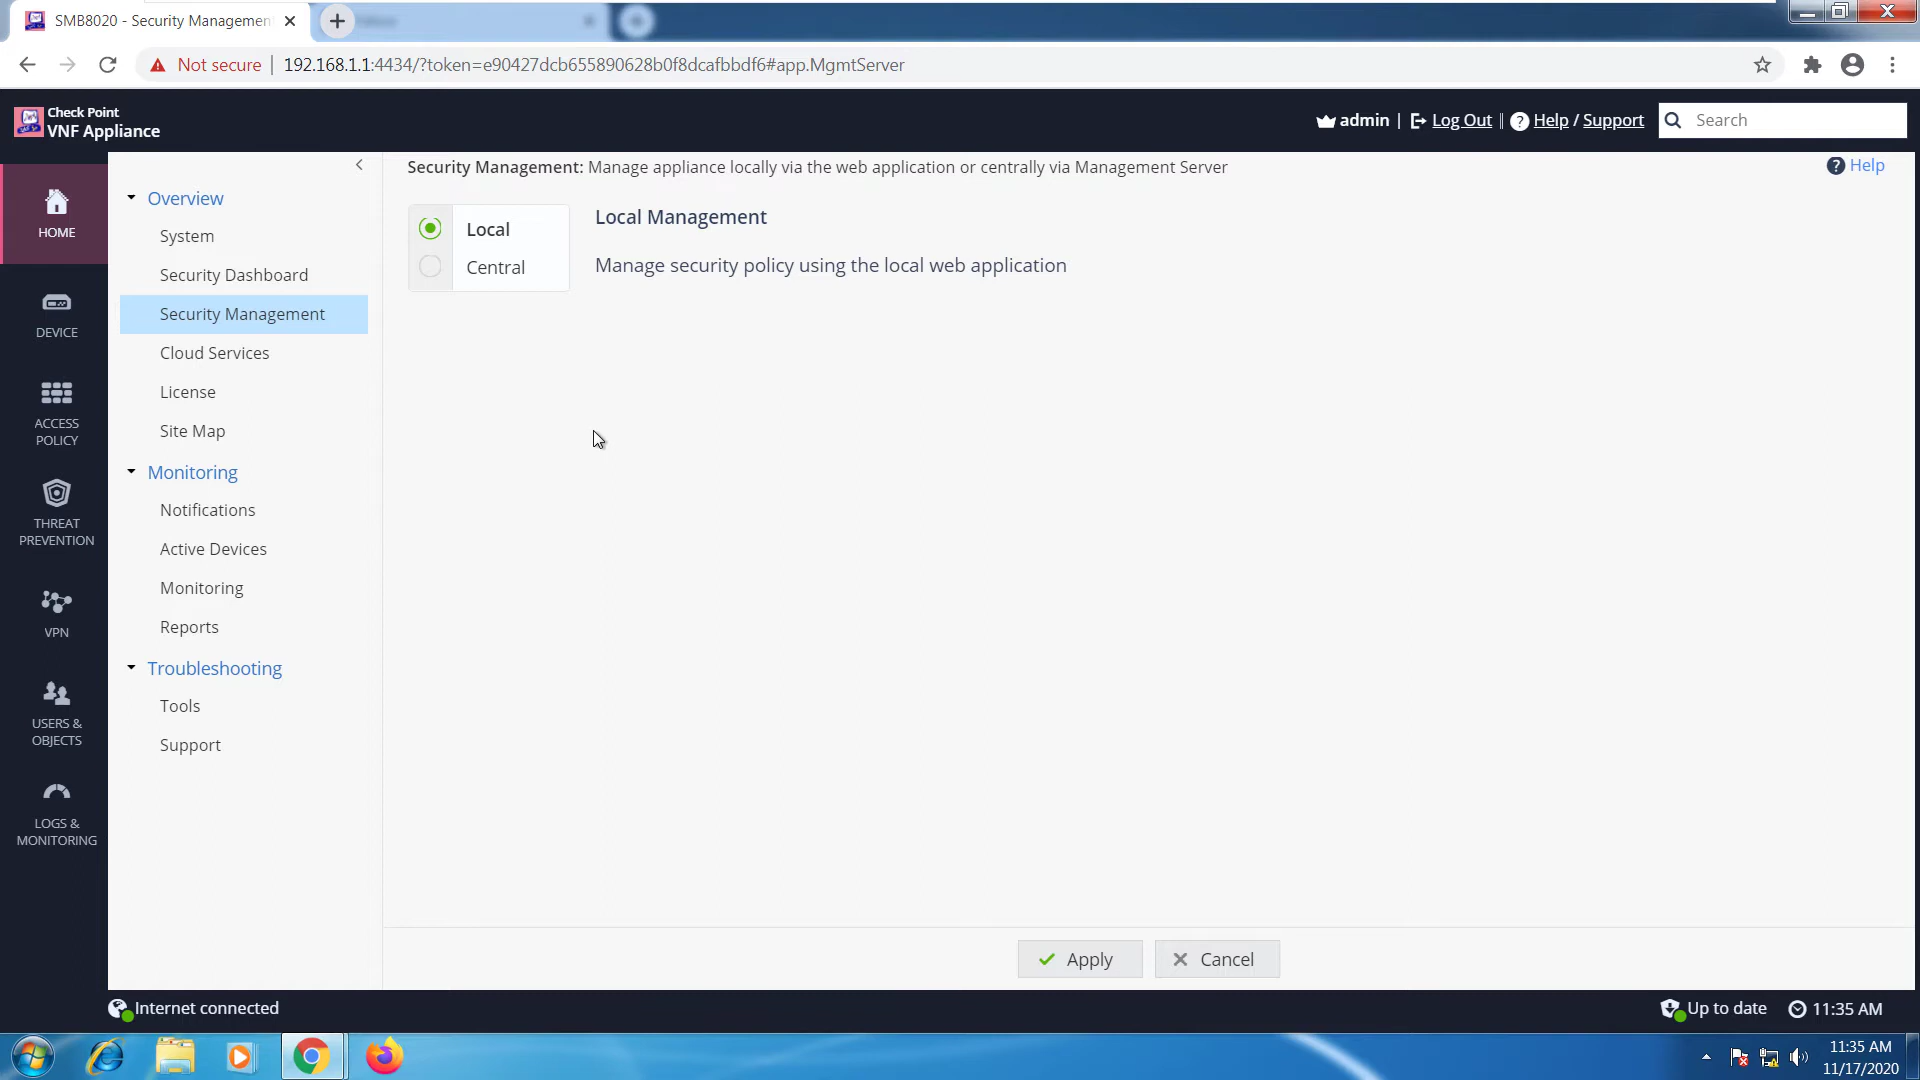 SMB8020 - Security Managemen
Not secure
192.168.1.1:4434/?token=e90427dcb655890628b0f8dcafbbdf6#app.MgmtServer
Check Point
VNF Appliance
admin | Log Out || Help / Support
Search
HOME
DEVICE
ACCESS
POLICY
THREAT
PREVENTION
VPN
USERS &
OBJECTS
LOGS &
MONITORING
Overview
System
Security Dashboard
Security Management
Cloud Services
License
Site Map
Monitoring
Notifications
Active Devices
Monitoring
Reports
Troubleshooting
Tools
Support
Security Management: Manage appliance locally via the web application or centrally via Management Server
Help
Local
Central
Local Management
Manage security policy using the local web application
Apply
Cancel
Internet connected
Up to date
11:35 AM
11:35 AM
11/17/2020